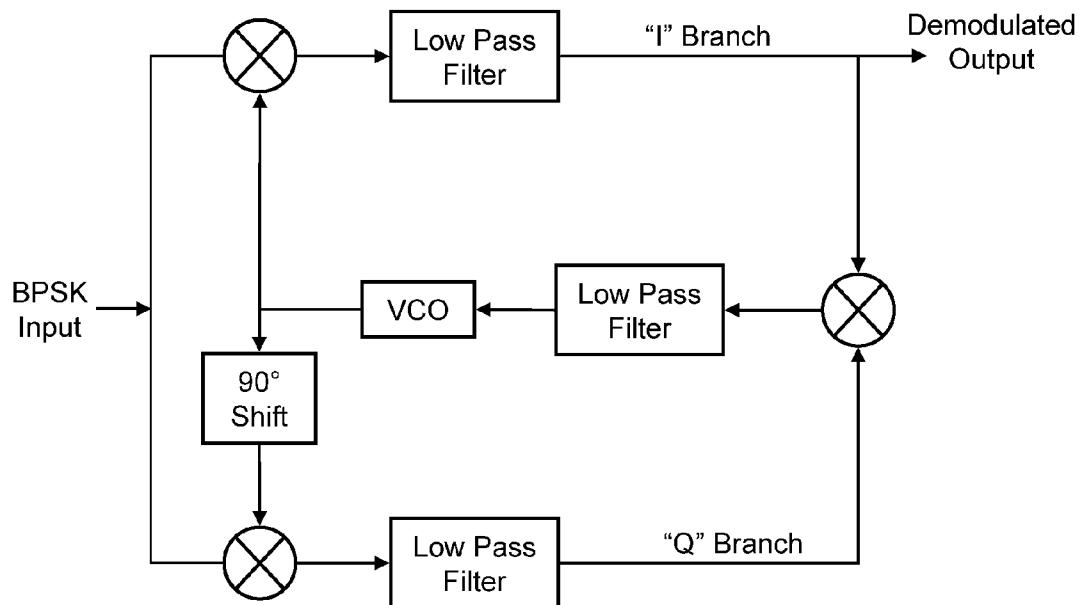 Low Pass
Filter
“I” Branch
Demodulated
Output
BPSK
Input
VCO
Low Pass
Filter
90°
Shift
Low Pass
Filter
“Q” Branch